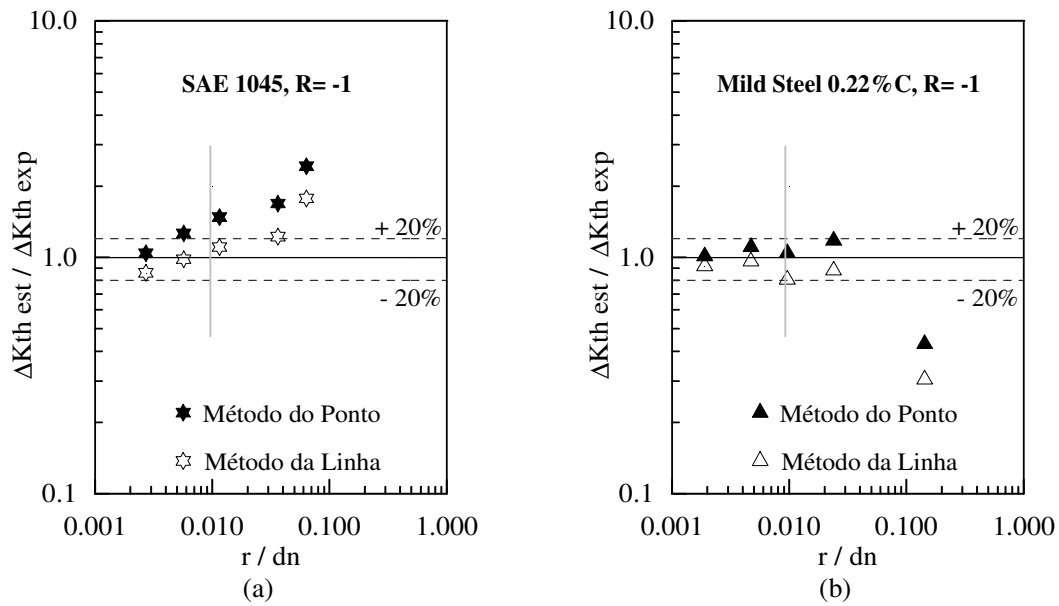 10.0
SAE 1045, R= -1
ΔKth est / ΔKth exp
+ 20%
1.0
- 20%
Método do Ponto
Método da Linha
0.1
0.001 0.010 0.100 1.000
r / dn
(a)
10.0
Mild Steel 0.22%C, R= -1
ΔKth est / ΔKth exp
+ 20%
1.0
- 20%
Método do Ponto
Método da Linha
0.1
0.001 0.010 0.100 1.000
r / dn
(b)